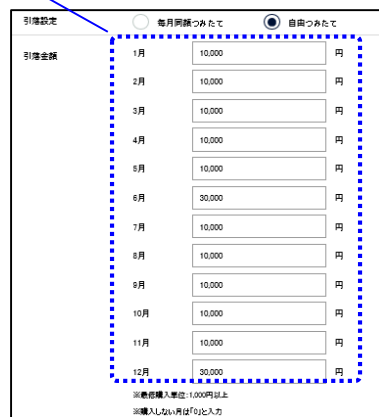 引落設定 毎月同額つみたて 自由つみたて
引落金額 1月 10,000 円
2月 10,000 円
3月 10,000 円
4月 10,000 円
5月 10,000 円
6月 30,000 円
7月 10,000 円
8月 10,000 円
9月 10,000 円
10月 10,000 円
11月 10,000 円
12月 30,000 円
※最低購入単位:1,000円以上
※購入しない月は「0」と入力